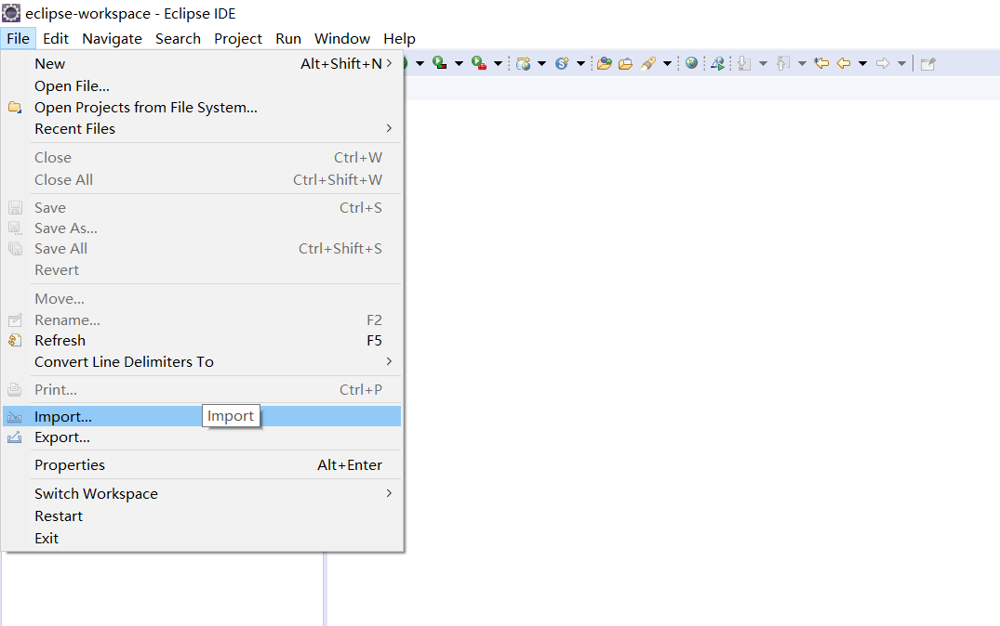 eclipse-workspace - Eclipse IDE
File Edit Navigate Search Project Run Window Help
New Alt+Shift+N
Open File...
Open Projects from File System...
Recent Files
Close Ctrl+W
Close All Ctrl+Shift+W
Save Ctrl+S
Save As...
Save All Ctrl+Shift+S
Revert
Move...
Rename... F2
Refresh F5
Convert Line Delimiters To
Print... Ctrl+P
Import... Import
Export...
Properties Alt+Enter
Switch Workspace
Restart
Exit